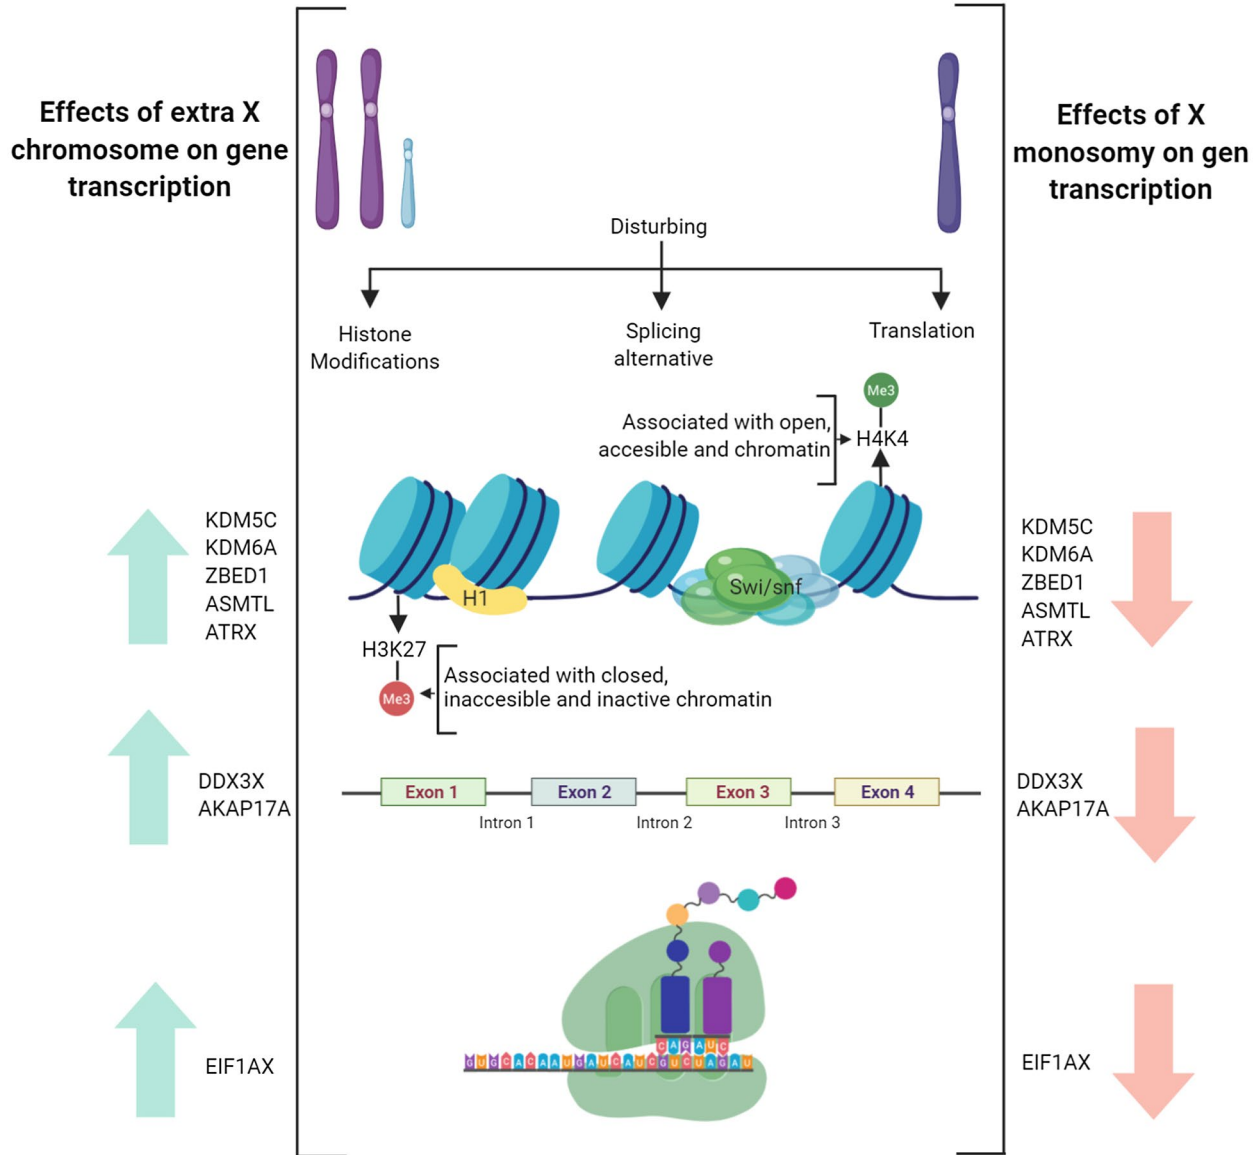 Effects of extra X
chromosome on gene
transcription
Effects of X
monosomy on gen
transcription
Disturbing
Histone
Modifications
Splicing
alternative
Translation
Me3
Associated with open,
accesible and chromatin
H4K4
KDM5C
KDM6A
ZBED1
ASMTL
ATRX
H1
Swi/snf
KDM5C
KDM6A
ZBED1
ASMTL
ATRX
H3K27
Me3
Associated with closed,
inaccesible and inactive chromatin
DDX3X
AKAP17A
Exon 1
Exon 2
Exon 3
Exon 4
Intron 1
Intron 2
Intron 3
DDX3X
AKAP17A
CAGAUC
GUGCACAAUGAUCAUCGUCUAGAU
EIF1AX
EIF1AX